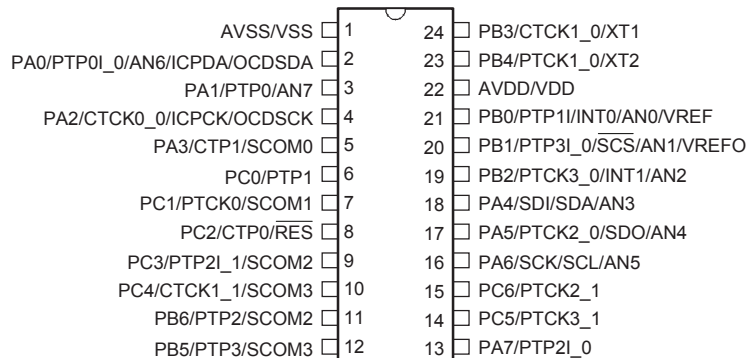 AVSS/VSS 1 24 PB3/CTCK1_0/XT1
PA0/PTP0I_0/AN6/ICPDA/OCDSDA 2 23 PB4/PTCK1_0/XT2
PA1/PTP0/AN7 3 22 AVDD/VDD
PA2/CTCK0_0/ICPCK/OCDSCK 4 21 PB0/PTP1I/INT0/AN0/VREF
PA3/CTP1/SCOM0 5 20 PB1/PTP3I_0/SCS/AN1/VREFO
PC0/PTP1 6 19 PB2/PTCK3_0/INT1/AN2
PC1/PTCK0/SCOM1 7 18 PA4/SDI/SDA/AN3
PC2/CTP0/RES 8 17 PA5/PTCK2_0/SDO/AN4
PC3/PTP2I_1/SCOM2 9 16 PA6/SCK/SCL/AN5
PC4/CTCK1_1/SCOM3 10 15 PC6/PTCK2_1
PB6/PTP2/SCOM2 11 14 PC5/PTCK3_1
PB5/PTP3/SCOM3 12 13 PA7/PTP2I_0